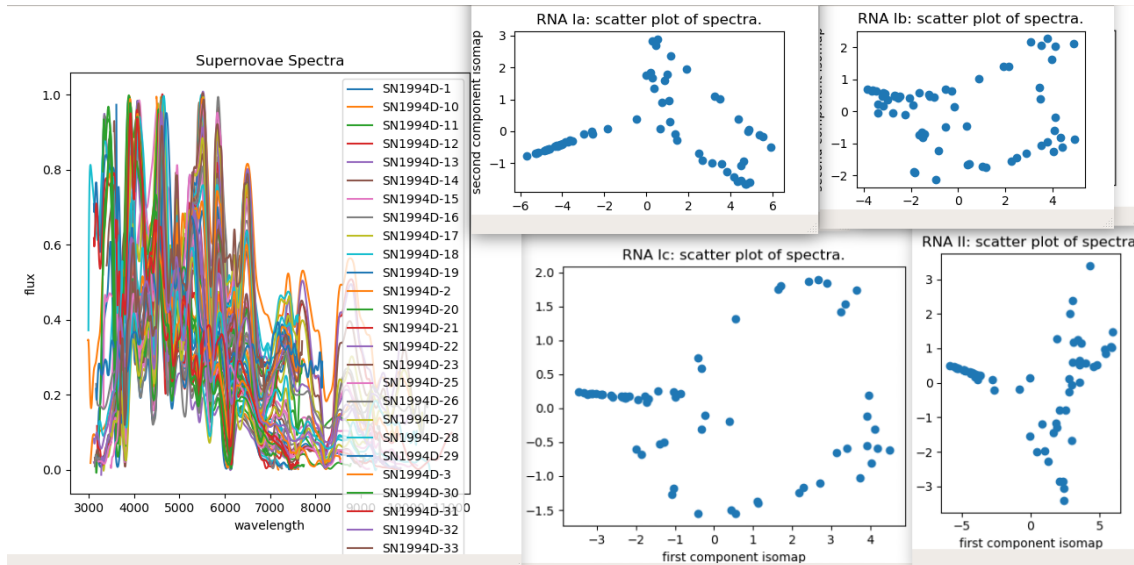 Supernovae Spectra
1.0
0.8
0.6
0.4
0.2
0.0
flux
3000 4000 5000 6000 7000 8000
wavelength
SN1994D-1
SN1994D-10
SN1994D-11
SN1994D-12
SN1994D-13
SN1994D-14
SN1994D-15
SN1994D-16
SN1994D-17
SN1994D-18
SN1994D-19
SN1994D-2
SN1994D-20
SN1994D-21
SN1994D-22
SN1994D-23
SN1994D-25
SN1994D-26
SN1994D-27
SN1994D-28
SN1994D-29
SN1994D-3
SN1994D-30
SN1994D-31
SN1994D-32
SN1994D-33
RNA Ia: scatter plot of spectra.
second component isomap
3
2
1
0
−1
−6 −4 −2 0 2 4 6
RNA Ib: scatter plot of spectra.
second component isomap
2
1
0
−1
−2
−4 −2 0 2 4
RNA Ic: scatter plot of spectra.
2.0
1.5
1.0
0.5
0.0
−0.5
−1.0
−1.5
−3 −2 −1 0 1 2 3 4
first component isomap
RNA II: scatter plot of spectra
3
2
1
0
−1
−2
−3
−5 0 5
first component isomap